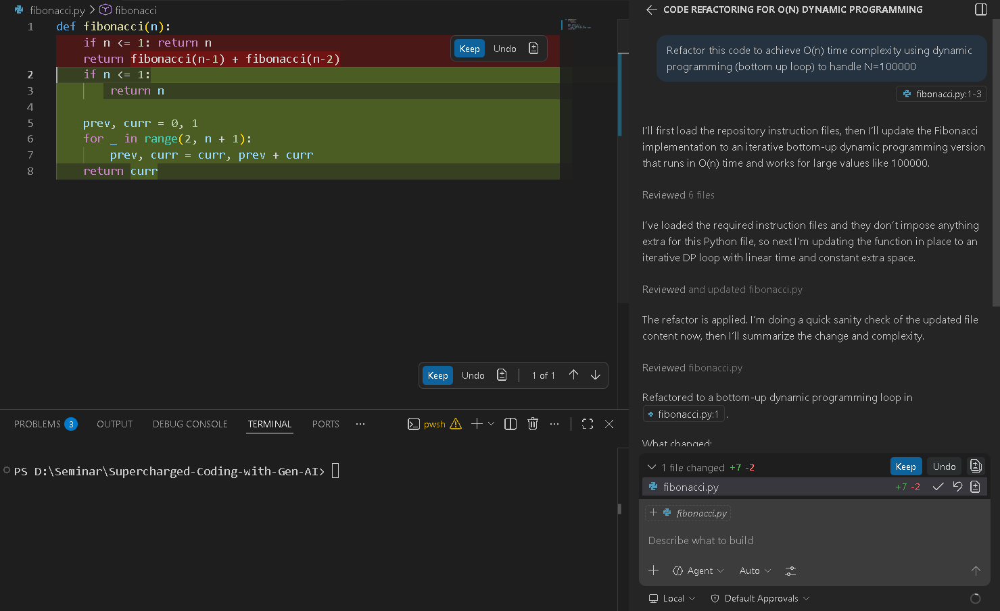 fibonacci.py > fibonacci
1 def fibonacci(n):
if n <= 1: return n
return fibonacci(n-1) + fibonacci(n-2)
Keep Undo
2 if n <= 1:
3 return n
4
5 prev, curr = 0, 1
6 for _ in range(2, n + 1):
7 prev, curr = curr, prev + curr
8 return curr
Keep Undo 1 of 1
PROBLEMS 3 OUTPUT DEBUG CONSOLE TERMINAL PORTS ... pwsh ...
PS D:\Seminar\Supercharged-Coding-with-Gen-AI>
CODE REFACTORING FOR O(N) DYNAMIC PROGRAMMING
Refactor this code to achieve O(n) time complexity using dynamic
programming (bottom up loop) to handle N=100000
fibonacci.py:1-3
I'll first load the repository instruction files, then I'll update the Fibonacci
implementation to an iterative bottom-up dynamic programming version
that runs in O(n) time and works for large values like 100000.
Reviewed 6 files
I've loaded the required instruction files and they don't impose anything
extra for this Python file, so next I'm updating the function in place to an
iterative DP loop with linear time and constant extra space.
Reviewed and updated fibonacci.py
The refactor is applied. I'm doing a quick sanity check of the updated file
content now, then I'll summarize the change and complexity.
Reviewed fibonacci.py
Refactored to a bottom-up dynamic programming loop in
fibonacci.py:1 .
What changed:
1 file changed +7 -2 Keep Undo
fibonacci.py +7 -2
+ fibonacci.py
Describe what to build
Agent Auto
Local Default Approvals